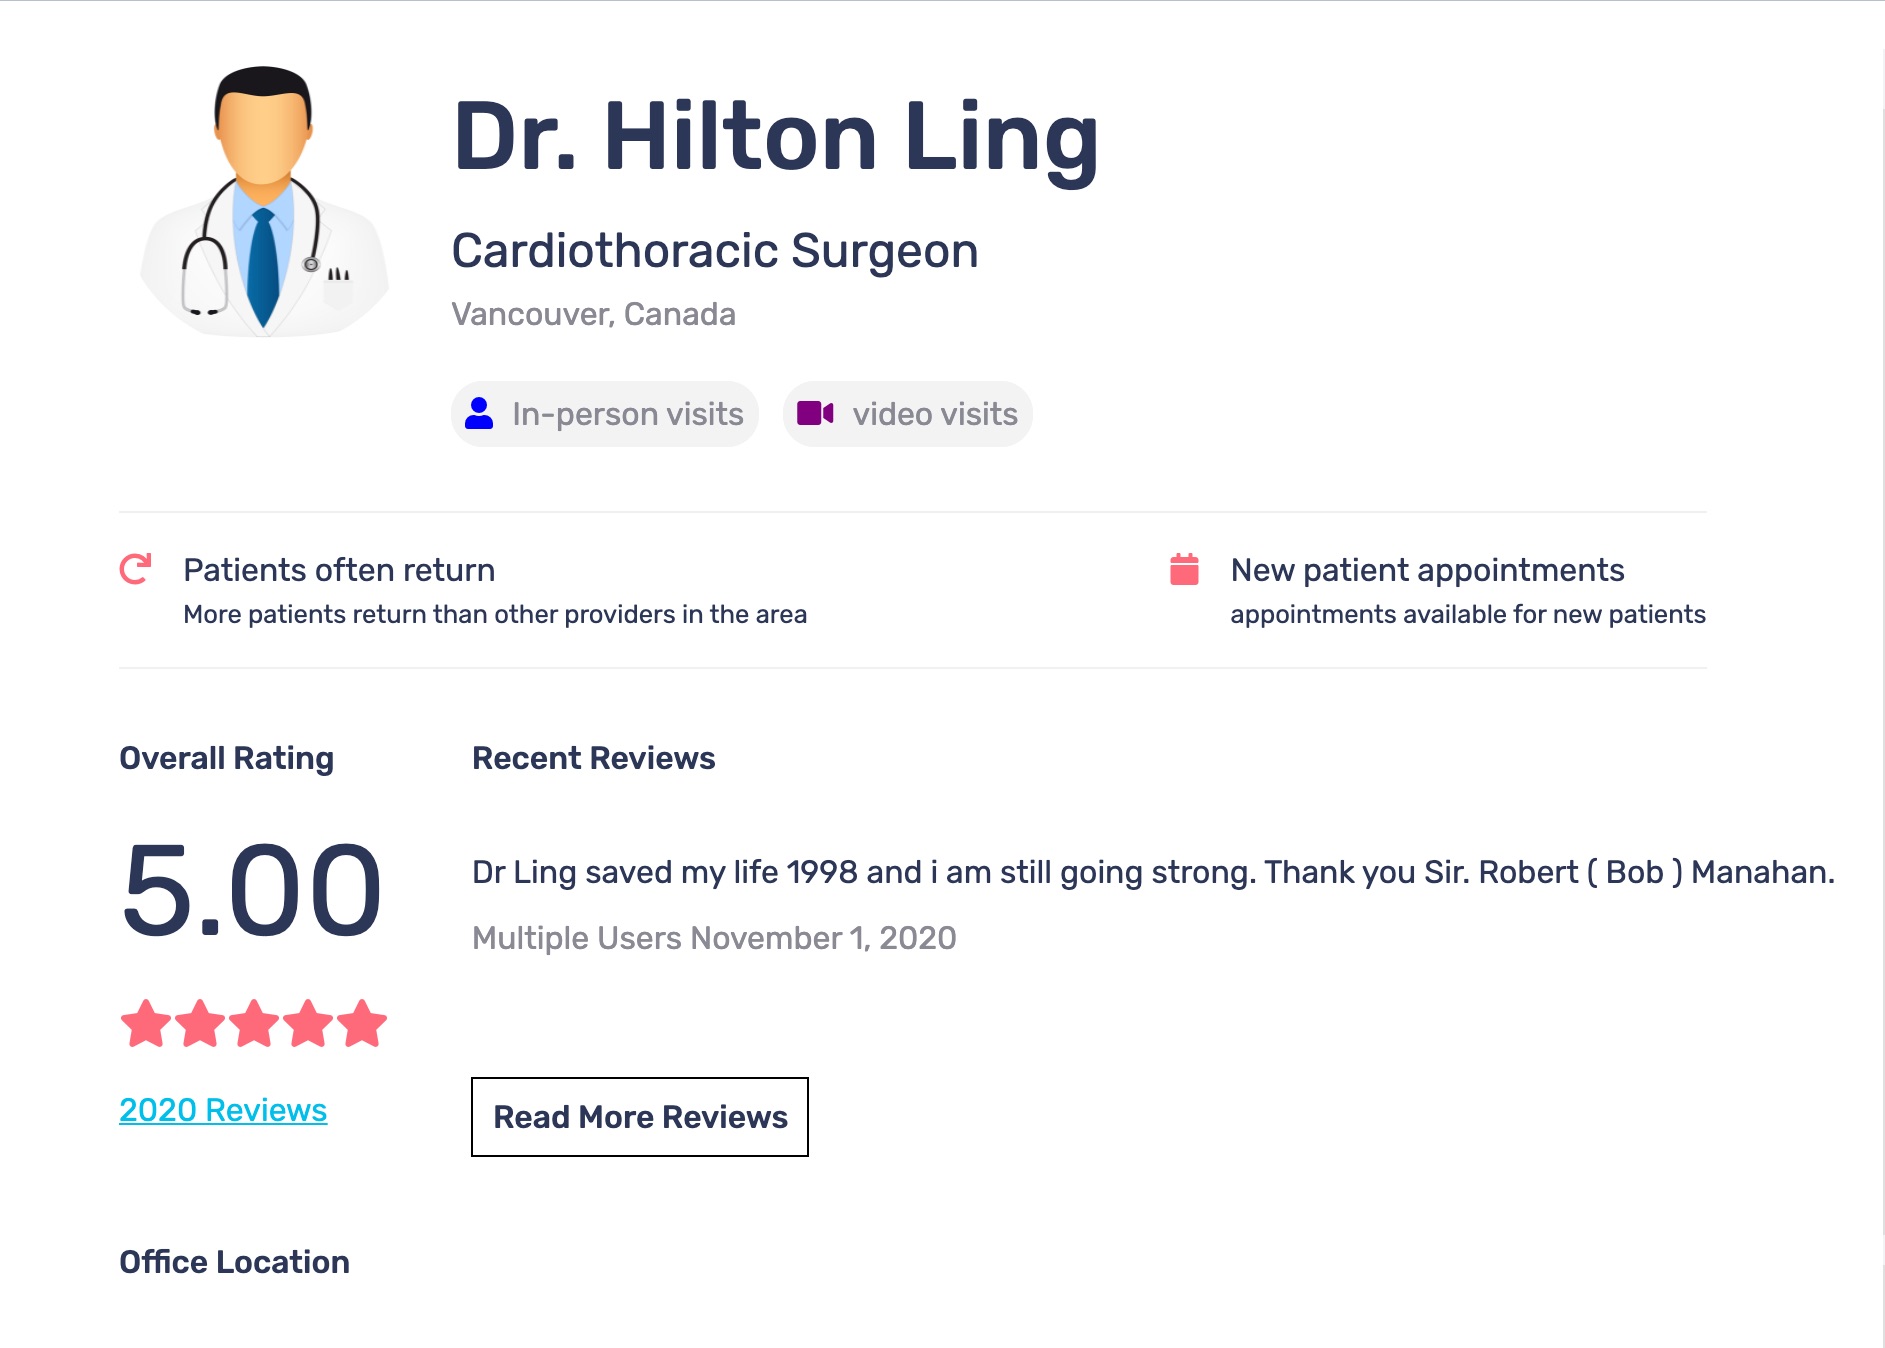 Dr. Hilton Ling
Cardiothoracic Surgeon
Vancouver, Canada
In-person visits
video visits
Patients often return
More patients return than other providers in the area
New patient appointments
appointments available for new patients
Overall Rating
5.00
2020 Reviews
Recent Reviews
Dr Ling saved my life 1998 and i am still going strong. Thank you Sir. Robert ( Bob ) Manahan.
Multiple Users November 1, 2020
Read More Reviews
Office Location